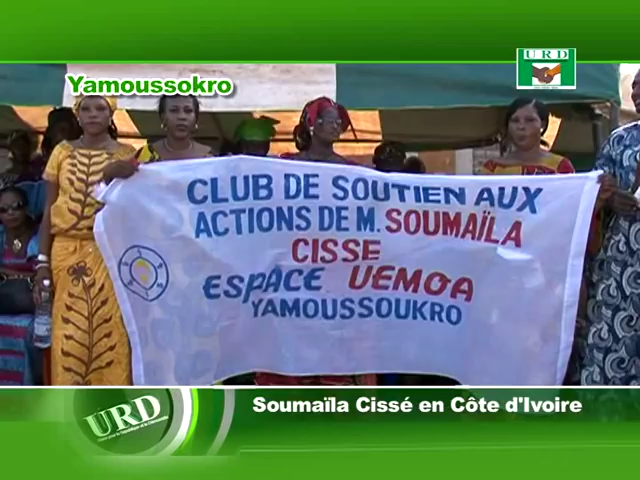 URD
Yamoussokro
CLUB DE SOUTIEN AUX
ACTIONS DE M. SOUMAÏLA
CISSE
ESPACE UEMOA
YAMOUSSOUKRO
URD
Soumaïla Cissé en Côte d'Ivoire